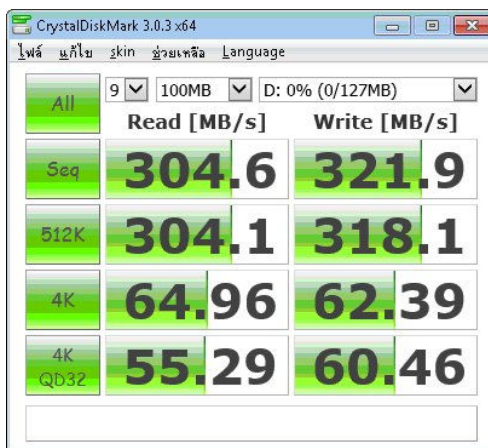 CrystalDiskMark 3.0.3 x64
ไฟล์ แก้ไข skin ช่วยเหลือ Language
All 9 100MB D: 0% (0/127MB)
Read [MB/s] Write [MB/s]
Seq 304.6 321.9
512K 304.1 318.1
4K 64.96 62.39
4K QD32 55.29 60.46